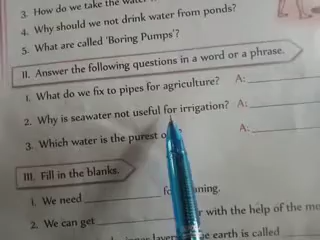 3. How do we take the water
4. Why should we not drink water from ponds?
5. What are called 'Boring Pumps'?
II. Answer the following questions in a word or a phrase.
1. What do we fix to pipes for agriculture? A:
2. Why is seawater not useful for irrigation? A:
3. Which water is the purest A:
III. Fill in the blanks.
1. We need
2. We can get with the help of the
earth is called